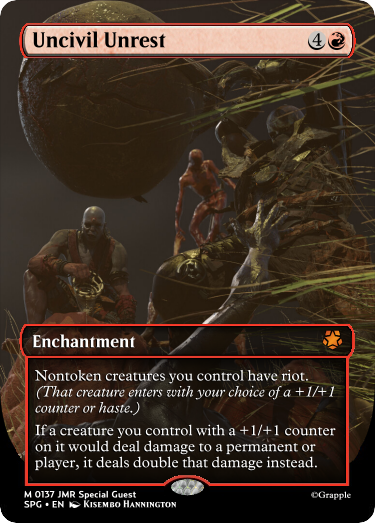 Uncivil Unrest 4
Enchantment
Nontoken creatures you control have riot.
(That creature enters with your choice of a +1/+1
counter or haste.)
If a creature you control with a +1/+1 counter
on it would deal damage to a permanent or
player, it deals double that damage instead.
M 0137 JMR Special Guest
SPG • EN Kisembo Hannington
©Grapple